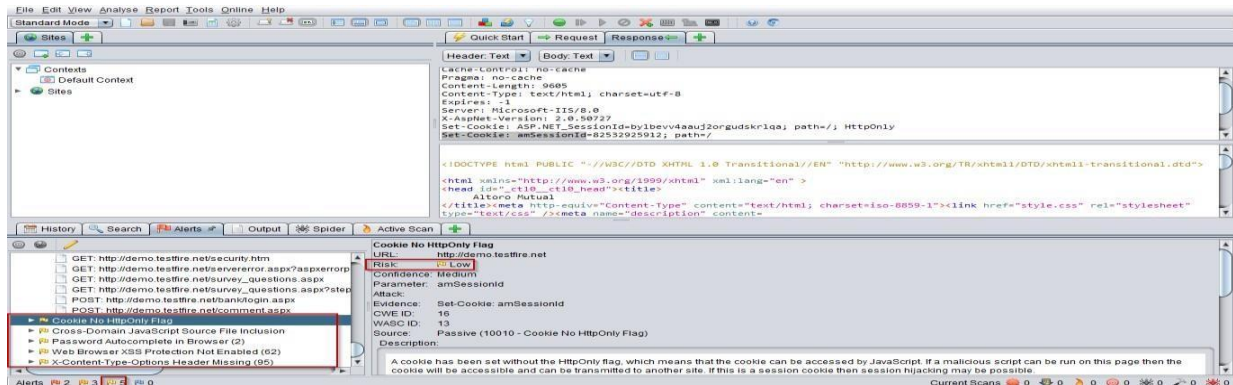 File Edit View Analyse Report Tools Online Help
Standard Mode
Sites
Quick Start Request Response
Header: Text Body: Text
Contexts
Default Context
Sites
Cache-Control: no-cache
Pragma: no-cache
Content-Length: 9605
Content-Type: text/html; charset=utf-8
Expires: -1
Server: Microsoft-IIS/8.0
X-AspNet-Version: 2.0.50727
Set-Cookie: ASP.NET_SessionId=bylbevv4aauj2orgudskrlqa; path=/; HttpOnly
Set-Cookie: amSessionId=82532925912; path=/
<!DOCTYPE html PUBLIC "-//W3C//DTD XHTML 1.0 Transitional//EN" "http://www.w3.org/TR/xhtml1/DTD/xhtml1-transitional.dtd">
<html xmlns="http://www.w3.org/1999/xhtml" xml:lang="en" >
<head id="_ctl0__ctl0_head"><title>
Altoro Mutual
</title><meta http-equiv="Content-Type" content="text/html; charset=iso-8859-1"><link href="style.css" rel="stylesheet"
type="text/css" /><meta name="description" content=
History Search Alerts Output Spider Active Scan
GET: http://demo.testfire.net/security.htm
GET: http://demo.testfire.net/servererror.aspx?aspxerrorp
GET: http://demo.testfire.net/survey_questions.aspx
GET: http://demo.testfire.net/survey_questions.aspx?step
POST: http://demo.testfire.net/bank/login.aspx
POST: http://demo.testfire.net/comment.aspx
Cookie No HttpOnly Flag
Cross-Domain JavaScript Source File Inclusion
Password Autocomplete in Browser (2)
Web Browser XSS Protection Not Enabled (62)
X-Content-Type-Options Header Missing (95)
Cookie No HttpOnly Flag
URL: http://demo.testfire.net
Risk: Low
Confidence: Medium
Parameter: amSessionId
Attack:
Evidence: Set-Cookie: amSessionId
CWE ID: 16
WASC ID: 13
Source: Passive (10010 - Cookie No HttpOnly Flag)
Description:
A cookie has been set without the HttpOnly flag, which means that the cookie can be accessed by JavaScript. If a malicious script can be run on this page then the
cookie will be accessible and can be transmitted to another site. If this is a session cookie then session hijacking may be possible.
Alerts 2 3 5 0
Current Scans 0 0 0 0 0 0 0